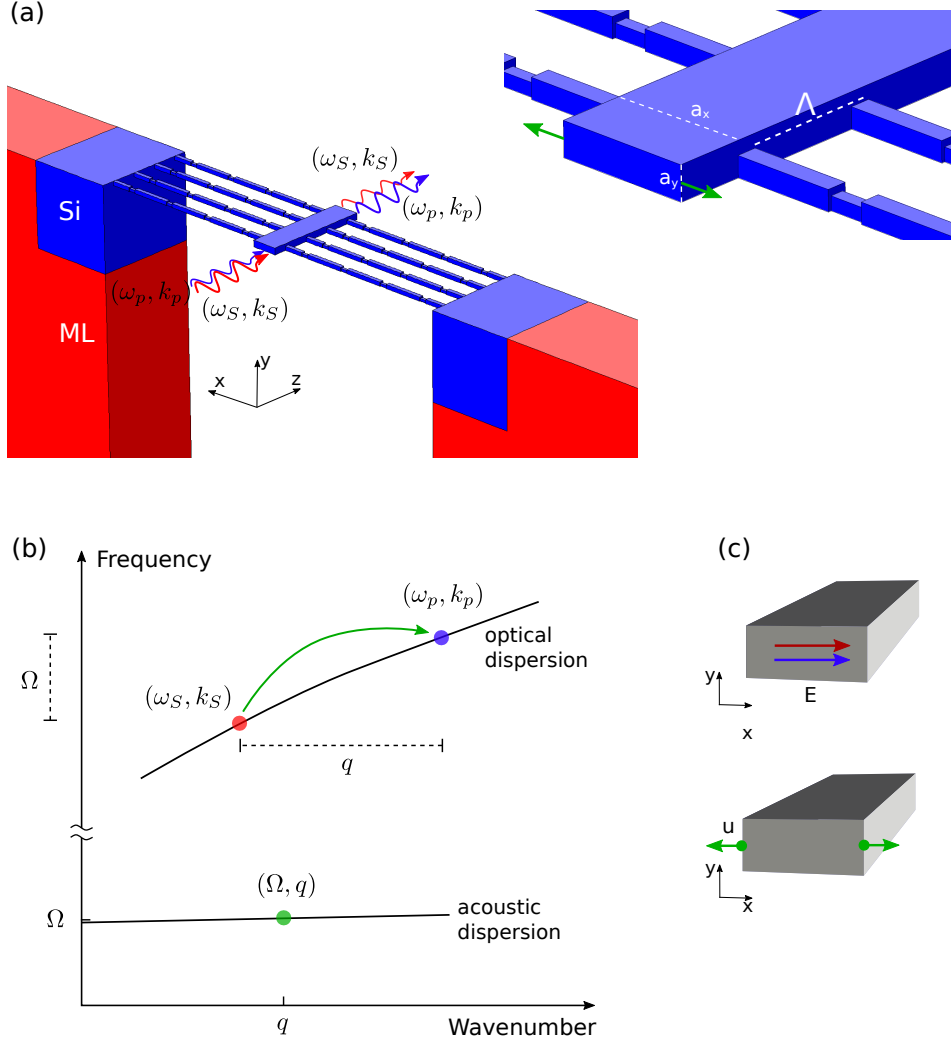 (a)
Si
ML
(ω_S, k_S)
(ω_p, k_p)
(ω_p, k_p)
(ω_S, k_S)
y
x
z
a_x
Λ
a_y
(b)
Frequency
(ω_p, k_p)
optical
dispersion
Ω
(ω_S, k_S)
q
(Ω, q)
Ω
acoustic
dispersion
q
Wavenumber
(c)
y
E
x
u
y
x